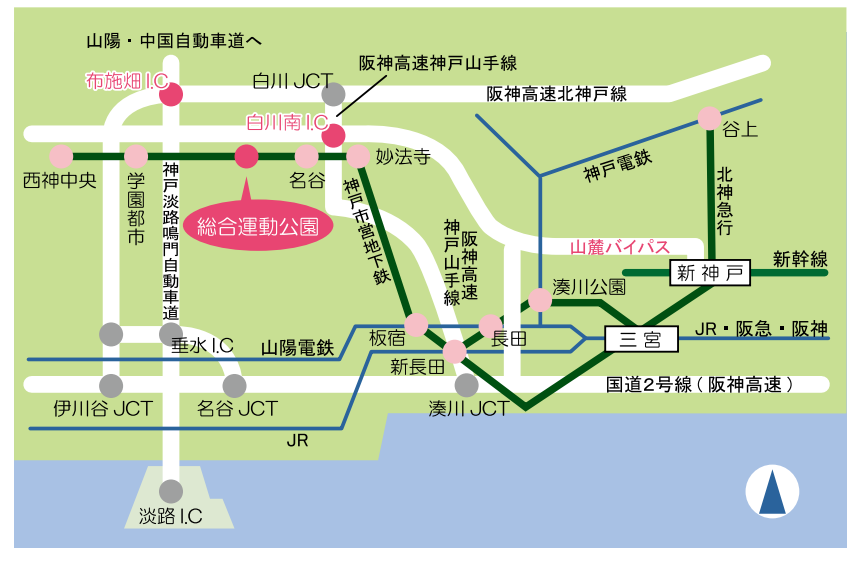 山陽・中国自動車道へ
布施畑 I.C
白川 JCT
阪神高速神戸山手線
阪神高速北神戸線
白川南 I.C
谷上
西神中央
学園都市
名谷
妙法寺
神戸電鉄
総合運動公園
神戸淡路鳴門自動車道
神戸市営地下鉄
阪神高速
神戸山手線
北神急行
山麓バイパス
新神戸
新幹線
湊川公園
垂水 I.C
山陽電鉄
板宿
長田
三宮
JR・阪急・阪神
新長田
伊川谷 JCT
名谷 JCT
湊川 JCT
国道2号線(阪神高速)
JR
淡路 I.C